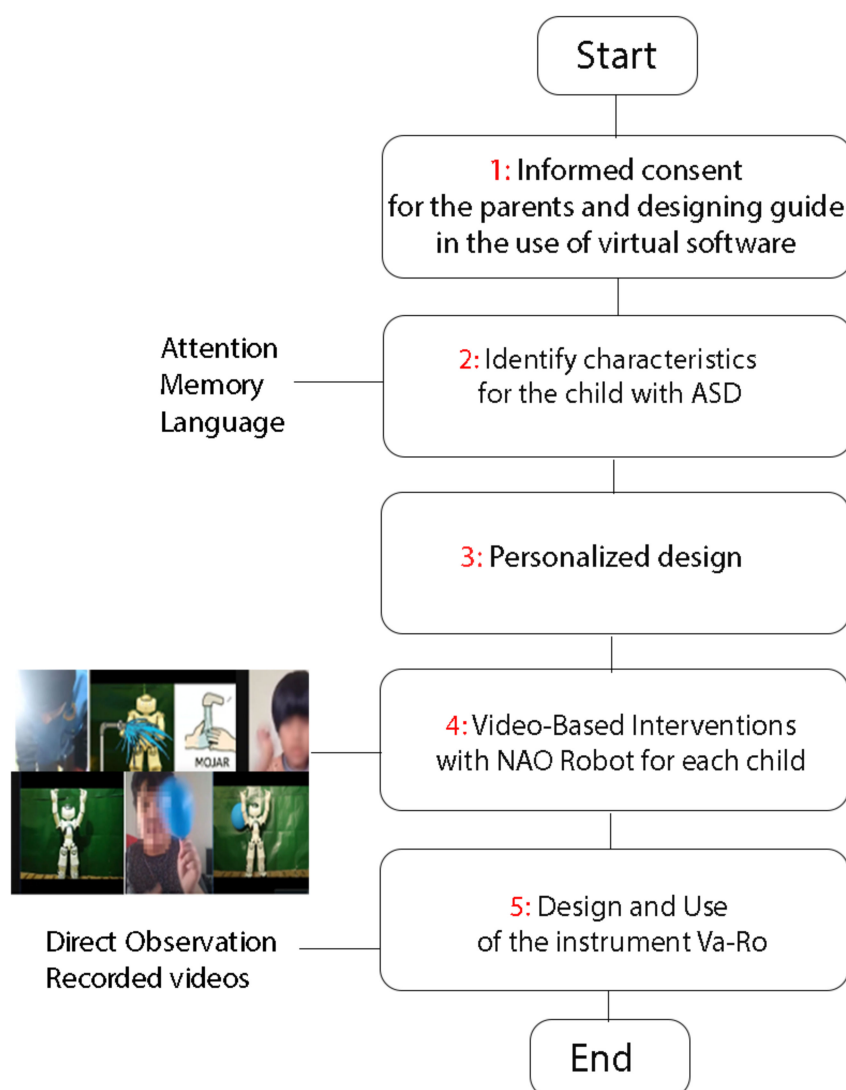 Start
1: Informed consent
for the parents and designing guide
in the use of virtual software
Attention
Memory
Language
2: Identify characteristics
for the child with ASD
3: Personalized design
MOJAR
4: Video-Based Interventions
with NAO Robot for each child
Direct Observation
Recorded videos
5: Design and Use
of the instrument Va-Ro
End